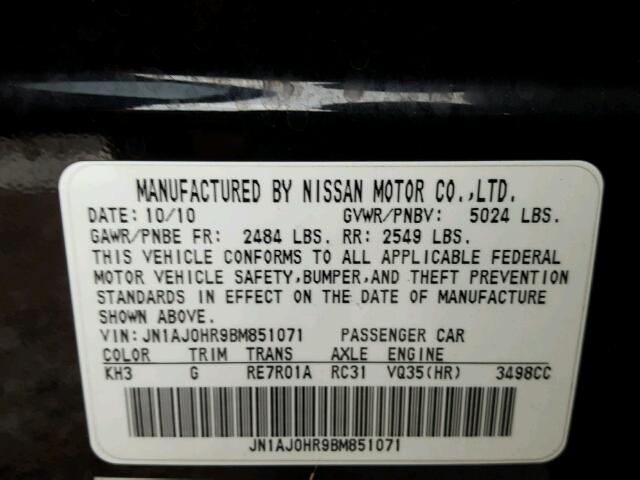 MANUFACTURED BY NISSAN MOTOR CO.,LTD.
DATE: 10/10 GVWR/PNBV: 5024 LBS.
GAWR/PNBE FR: 2484 LBS. RR: 2549 LBS.
THIS VEHICLE CONFORMS TO ALL APPLICABLE FEDERAL
MOTOR VEHICLE SAFETY,BUMPER,AND THEFT PREVENTION
STANDARDS IN EFFECT ON THE DATE OF MANUFACTURE
SHOWN ABOVE.
VIN: JN1AJ0HR9BM851071 PASSENGER CAR
COLOR TRIM TRANS AXLE ENGINE
KH3 G RE7R01A RC31 VQ35(HR) 3498CC
JN1AJ0HR9BM851071